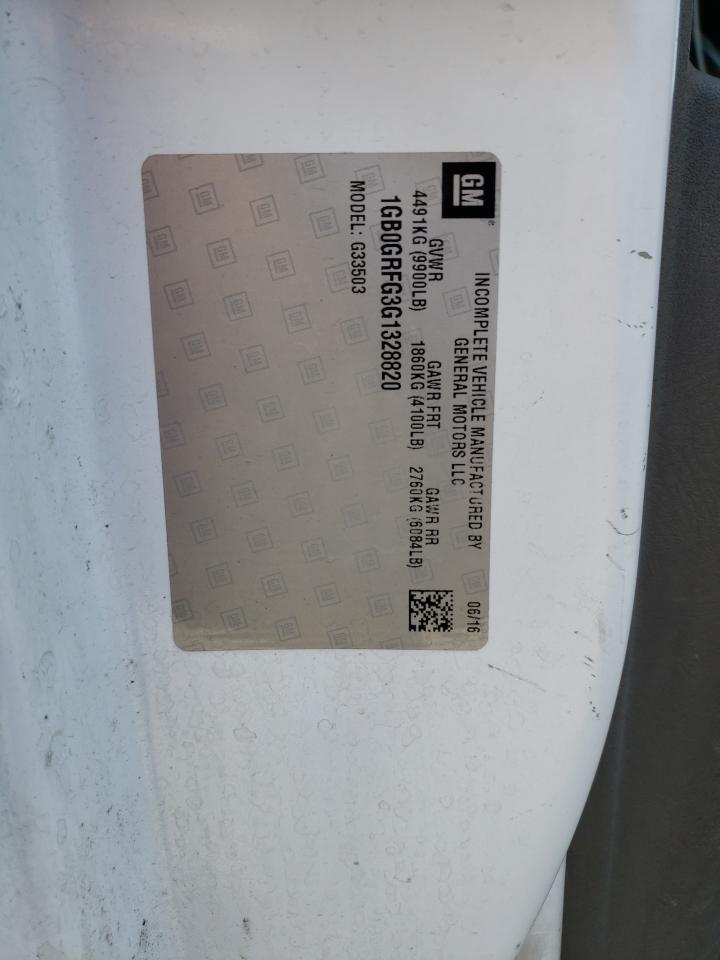 GM
INCOMPLETE VEHICLE MANUFACTURED BY 06/16
GENERAL MOTORS LLC
GVWR GAWR FRT GAWR RR
4491KG (9900LB) 1860KG (4100LB) 2760KG (6084LB)
1GB0GRFG3G1328820
MODEL: G33503